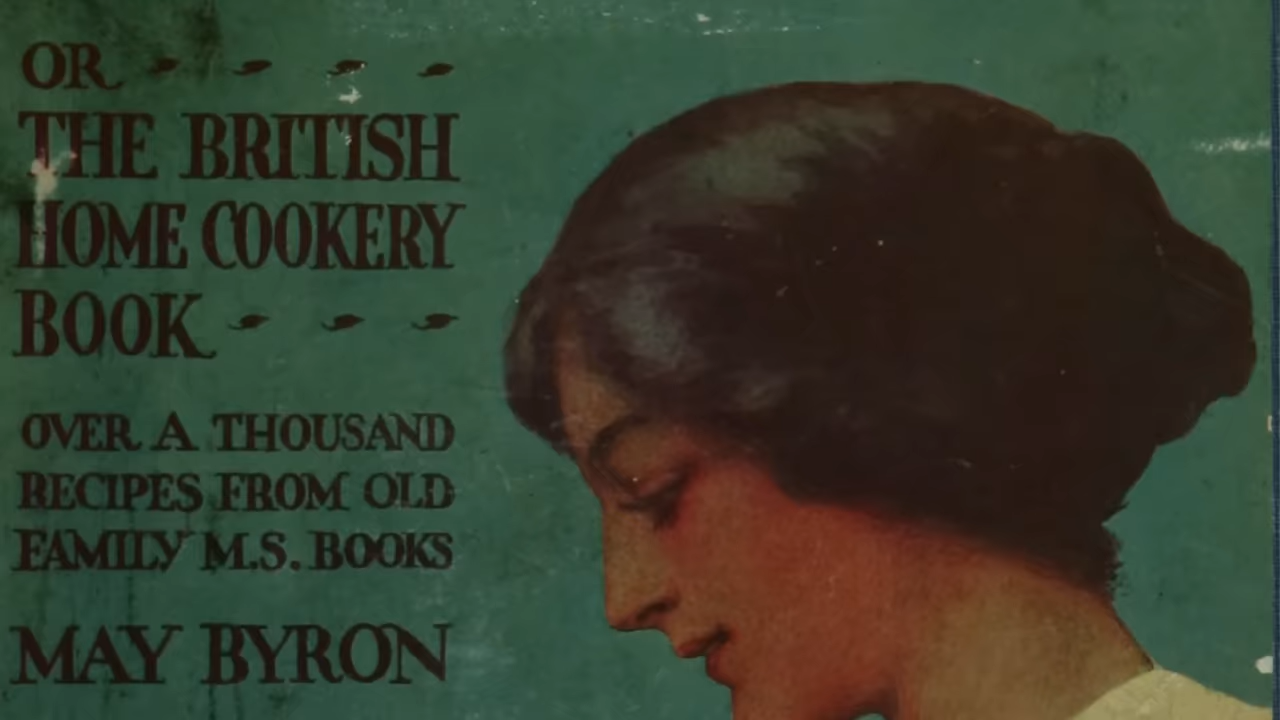 OR
THE BRITISH
HOME COOKERY
BOOK
OVER A THOUSAND
RECIPES FROM OLD
FAMILY M.S. BOOKS
MAY BYRON